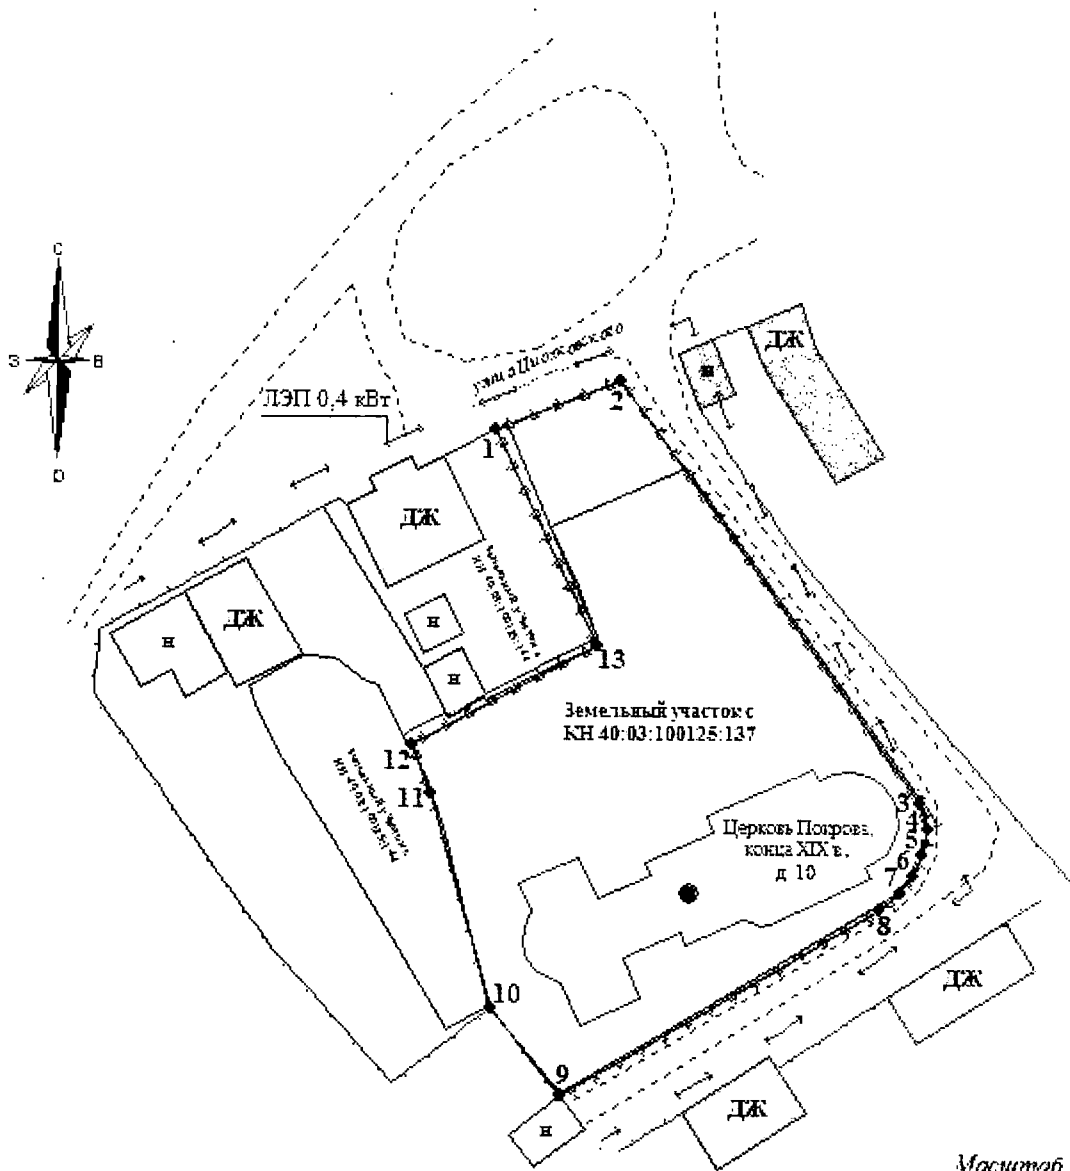 С
З
В
улица Циолковского
2
н
ДЖ
ЛЭП 0,4 кВт
1
ДЖ
н
ДЖ
н
н
13
12
11
Земельный участок с
КН 40:03:100125:137
Церковь Покрова,
конца XIX в.,
д. 10
3
4
5
6
7
8
10
9
н
ДЖ
ДЖ
Масштаб